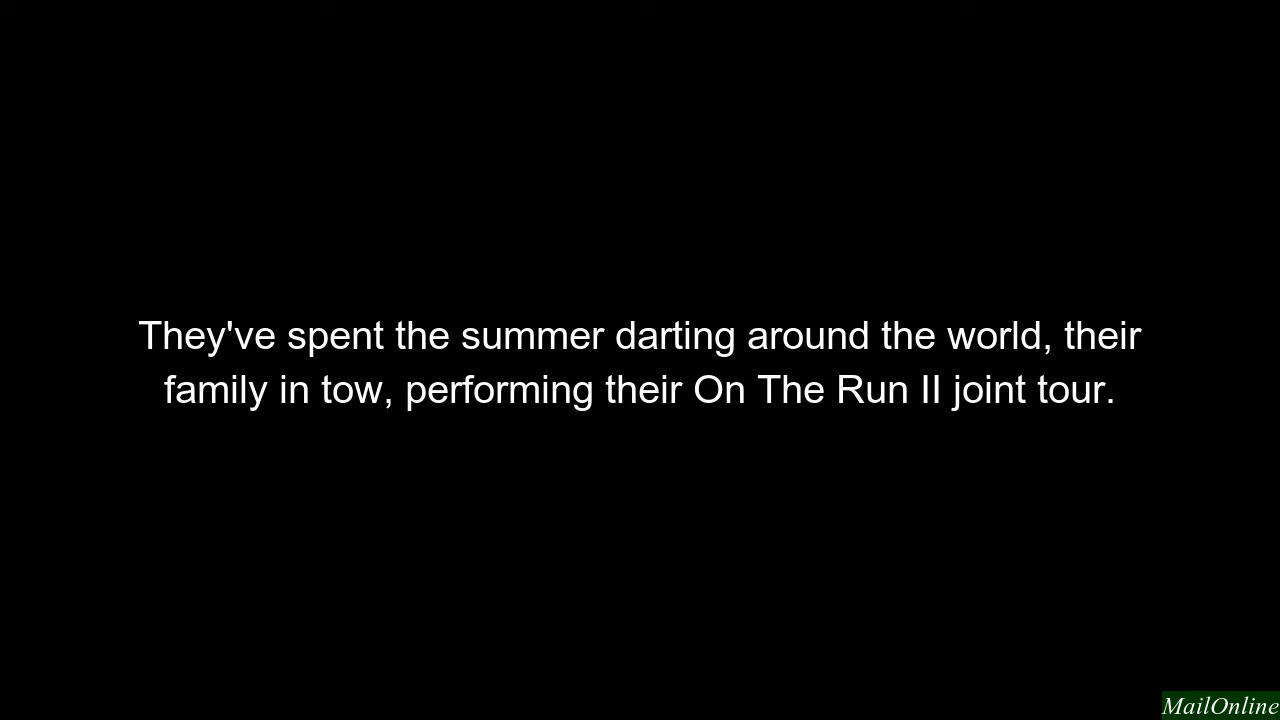 They've spent the summer darting around the world, their
family in tow, performing their On The Run II joint tour.
MailOnline